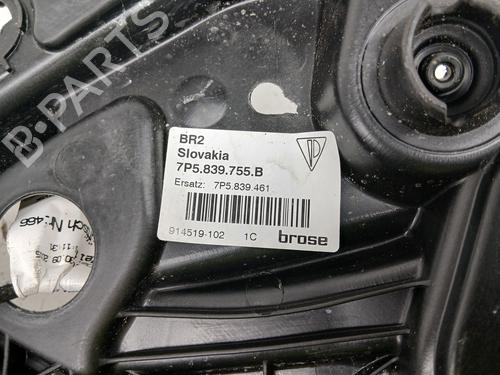 B-PARTS
BR2
Slovakia
7P5.839.755.B
Ersatz: 7P5.839.461
914519-102 1C brose